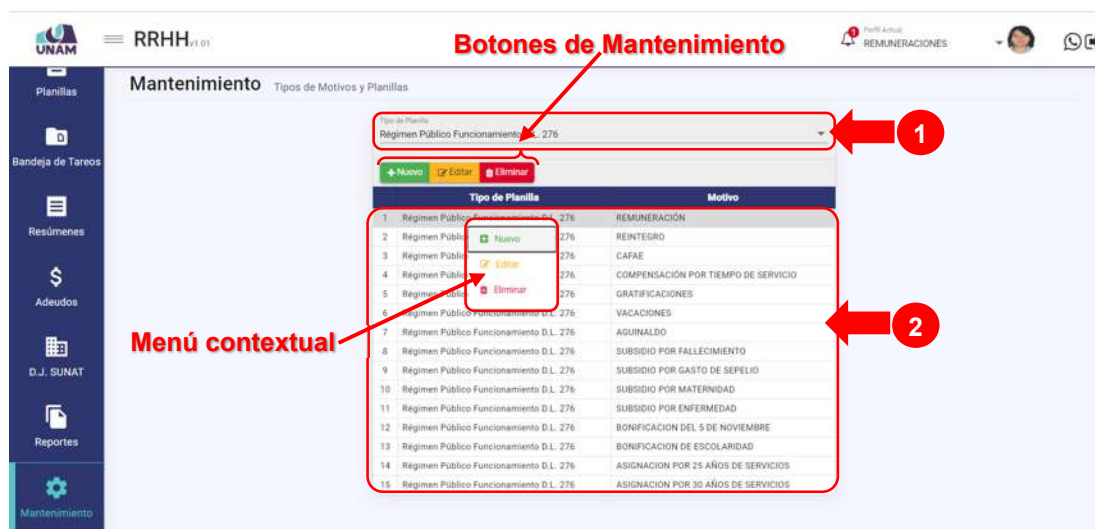 UNAM
RRHH v1.01
Botones de Mantenimiento
Perfil Actual
REMUNERACIONES
Planillas
Mantenimiento Tipos de Motivos y Planillas
Tipo de Planilla
Régimen Público Funcionamiento D.L. 276
1
Bandeja de Tareos
Nuevo Editar Eliminar
Tipo de Planilla Motivo
1 Régimen Público Funcionamiento D.L. 276 REMUNERACIÓN
2 Régimen Públic 276 REINTEGRO
3 Régimen Públic 276 CAFAE
4 Régimen Públic 276 COMPENSACIÓN POR TIEMPO DE SERVICIO
5 Régimen Públic 276 GRATIFICACIONES
6 Régimen Público Funcionamiento D.L. 276 VACACIONES
7 Régimen Público Funcionamiento D.L. 276 AGUINALDO
8 Régimen Público Funcionamiento D.L. 276 SUBSIDIO POR FALLECIMIENTO
9 Régimen Público Funcionamiento D.L. 276 SUBSIDIO POR GASTO DE SEPELIO
10 Régimen Público Funcionamiento D.L. 276 SUBSIDIO POR MATERNIDAD
11 Régimen Público Funcionamiento D.L. 276 SUBSIDIO POR ENFERMEDAD
12 Régimen Público Funcionamiento D.L. 276 BONIFICACION DEL 5 DE NOVIEMBRE
13 Régimen Público Funcionamiento D.L. 276 BONIFICACION DE ESCOLARIDAD
14 Régimen Público Funcionamiento D.L. 276 ASIGNACION POR 25 AÑOS DE SERVICIOS
15 Régimen Público Funcionamiento D.L. 276 ASIGNACION POR 30 AÑOS DE SERVICIOS
Nuevo
Editar
Eliminar
Menú contextual
2
Resúmenes
Adeudos
D.J. SUNAT
Reportes
Mantenimiento